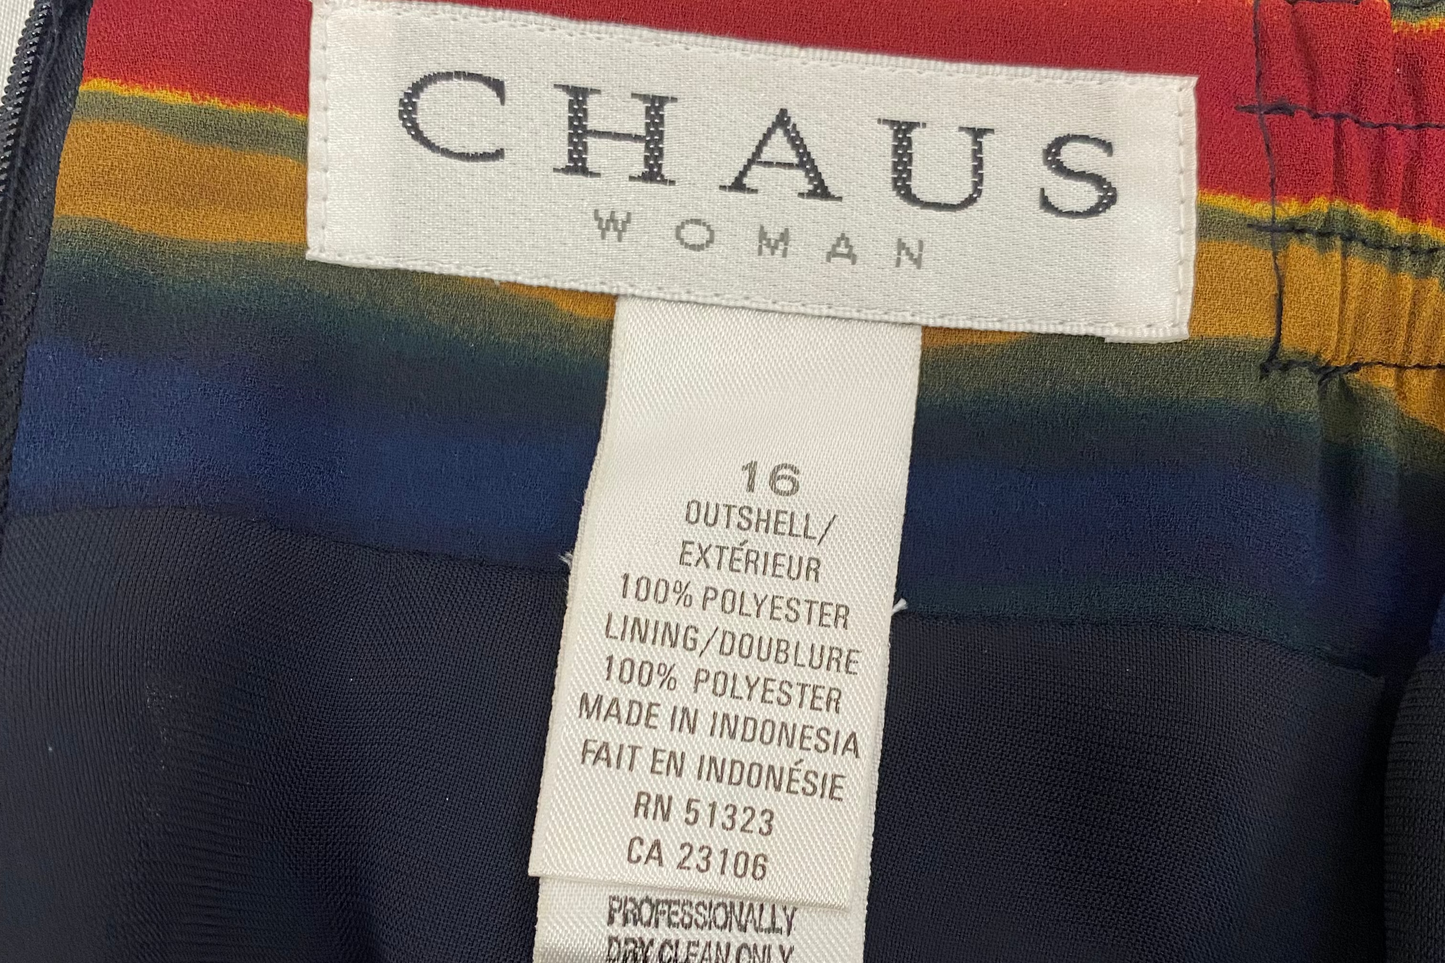 CHAUS
WOMAN
16
OUTSHELL/
EXTÉRIEUR
100% POLYESTER
LINING/DOUBLURE
100% POLYESTER
MADE IN INDONESIA
FAIT EN INDONÉSIE
RN 51323
CA 23106
PROFESSIONALLY
DRY CLEAN ONLY